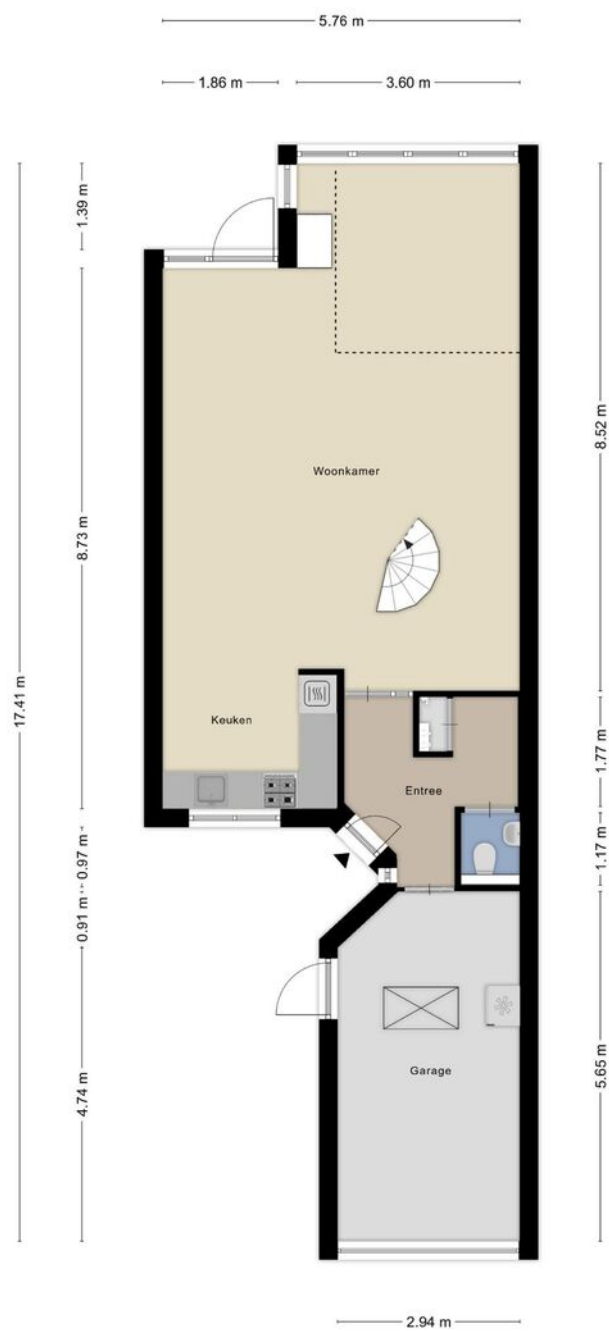 5.76 m
1.86 m
3.60 m
1.39 m
8.52 m
Woonkamer
8.73 m
17.41 m
Keuken
1.77 m
Entree
0.97 m
1.17 m
0.91 m
Garage
4.74 m
5.65 m
2.94 m